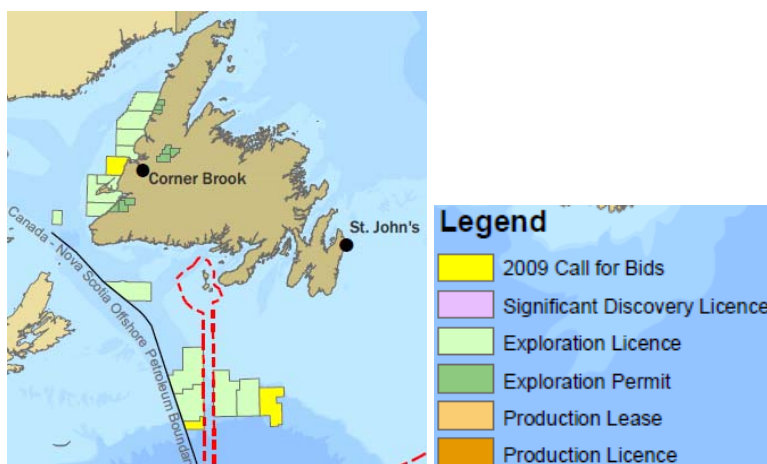 Corner Brook
St. John's
Canada - Nova Scotia Offshore Petroleum Boundar
Legend
2009 Call for Bids
Significant Discovery Licence
Exploration Licence
Exploration Permit
Production Lease
Production Licence